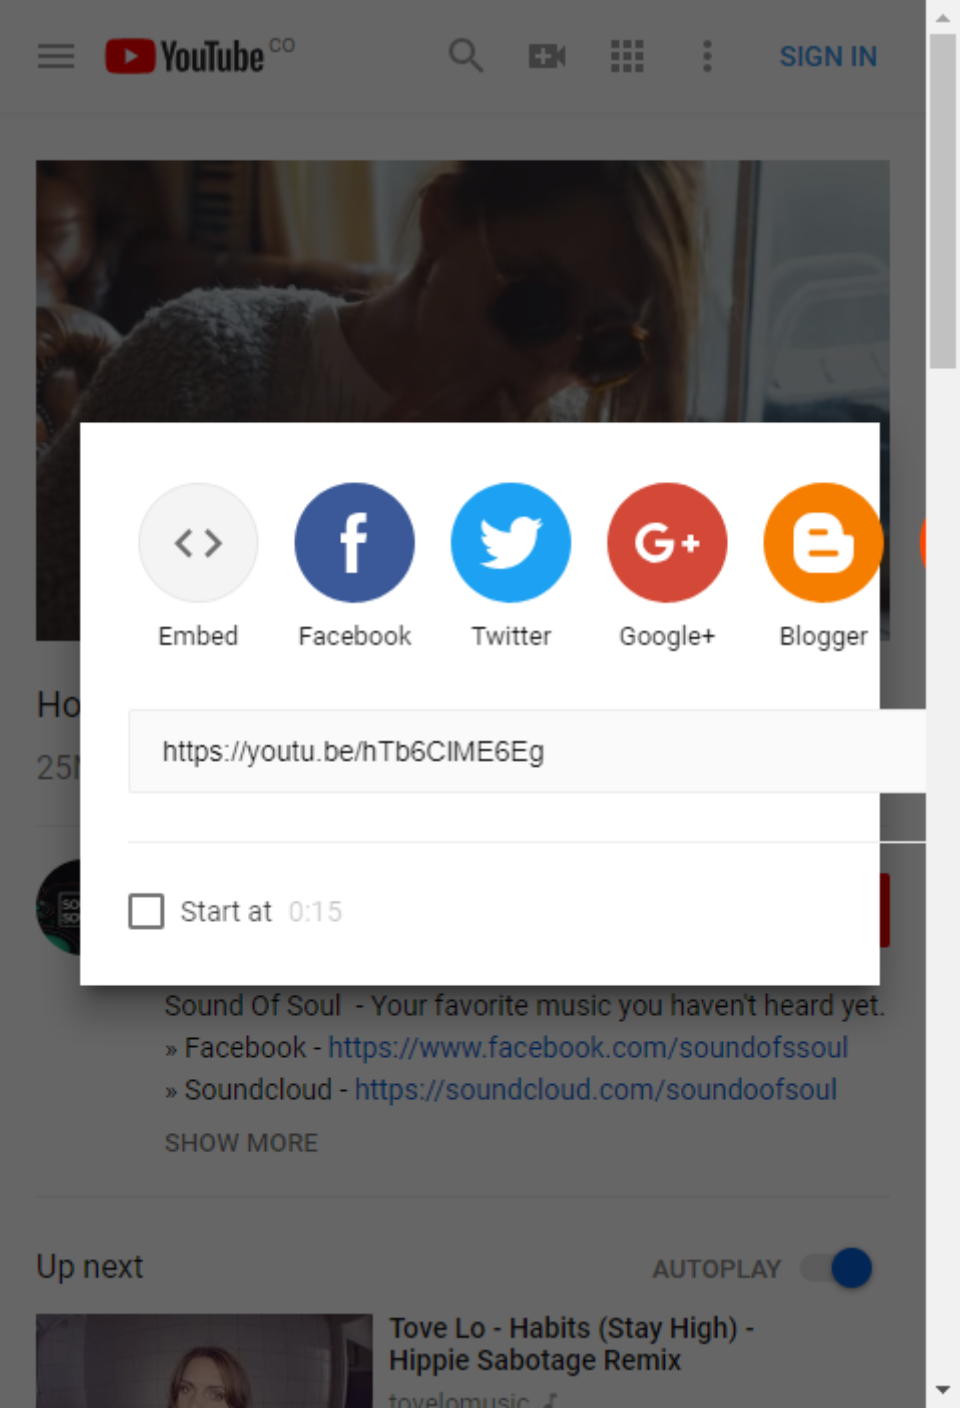 YouTube CO
SIGN IN
Embed
Facebook
Twitter
Google+
Blogger
Ho
https://youtu.be/hTb6CIME6Eg
25
Start at 0:15
Sound Of Soul - Your favorite music you haven't heard yet.
» Facebook - https://www.facebook.com/soundofssoul
» Soundcloud - https://soundcloud.com/soundoofsoul
SHOW MORE
Up next
AUTOPLAY
Tove Lo - Habits (Stay High) -
Hippie Sabotage Remix
tovelomusic